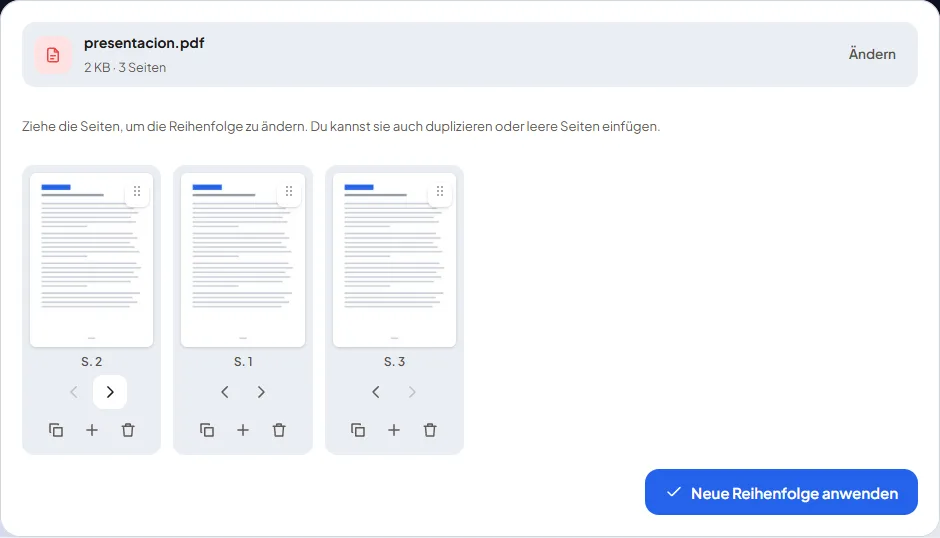 presentacion.pdf
2 KB · 3 Seiten
Ändern
Ziehe die Seiten, um die Reihenfolge zu ändern. Du kannst sie auch duplizieren oder leere Seiten einfügen.
S. 2
S. 1
S. 3
Neue Reihenfolge anwenden